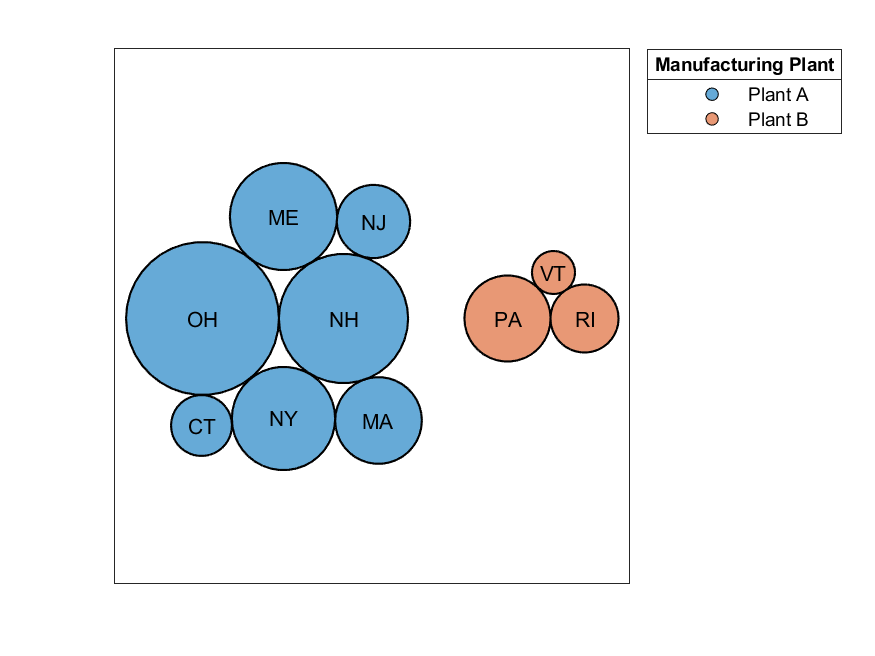 Manufacturing Plant
Plant A
Plant B
ME
NJ
OH
NH
CT
NY
MA
VT
PA
RI